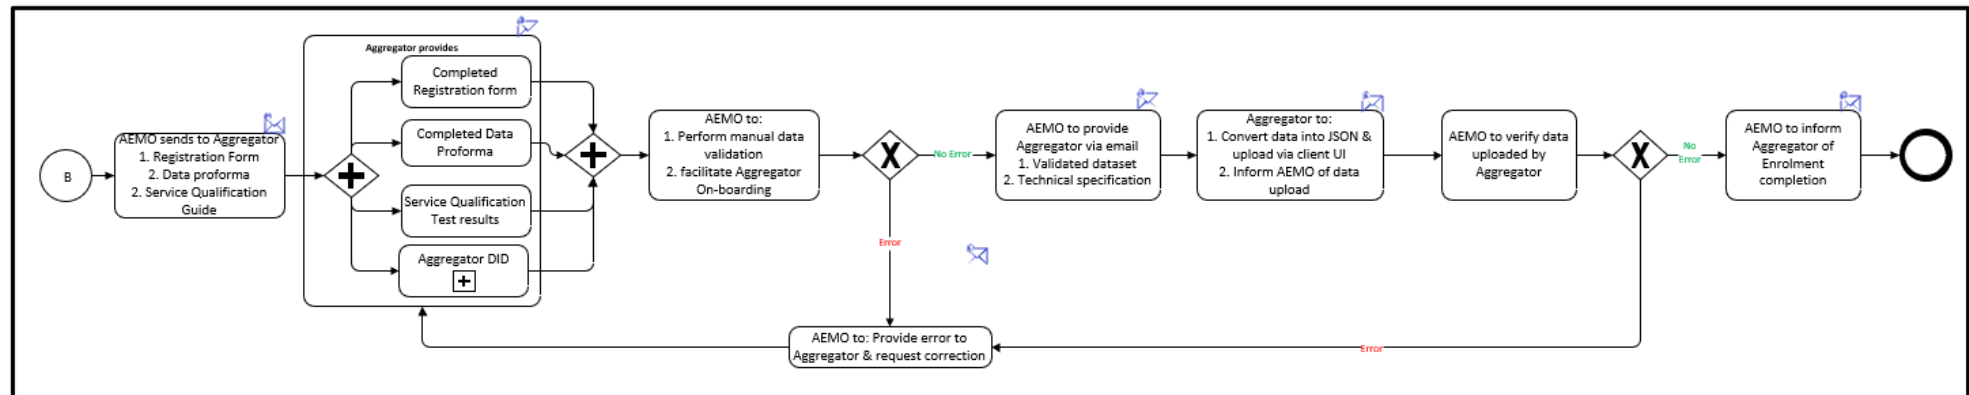 B
AEMO sends to Aggregator
1. Registration Form
2. Data proforma
2. Service Qualification
Guide
Aggregator provides
Completed
Registration form
Completed Data
Proforma
Service Qualification
Test results
Aggregator DID
AEMO to:
1. Perform manual data
validation
2. facilitate Aggregator
On-boarding
X
No Error
Error
AEMO to provide
Aggregator via email
1. Validated dataset
2. Technical specification
Aggregator to:
1. Convert data into JSON &
upload via client UI
2. Inform AEMO of data
upload
AEMO to verify data
uploaded by
Aggregator
X
No
Error
Error
AEMO to inform
Aggregator of
Enrolment
completion
AEMO to: Provide error to
Aggregator & request correction